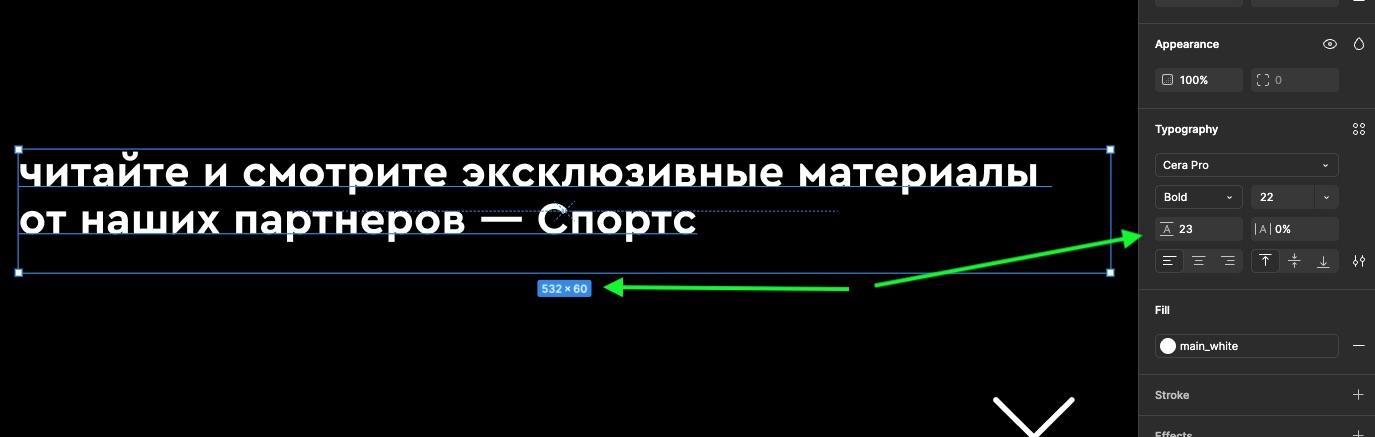 Appearance
100%
0
Typography
Cera Pro
Bold
22
A 23
|A| 0%
Fill
main_white
Stroke
Effects
читайте и смотрите эксклюзивные материалы
от наших партнеров — Спортс
532 × 60